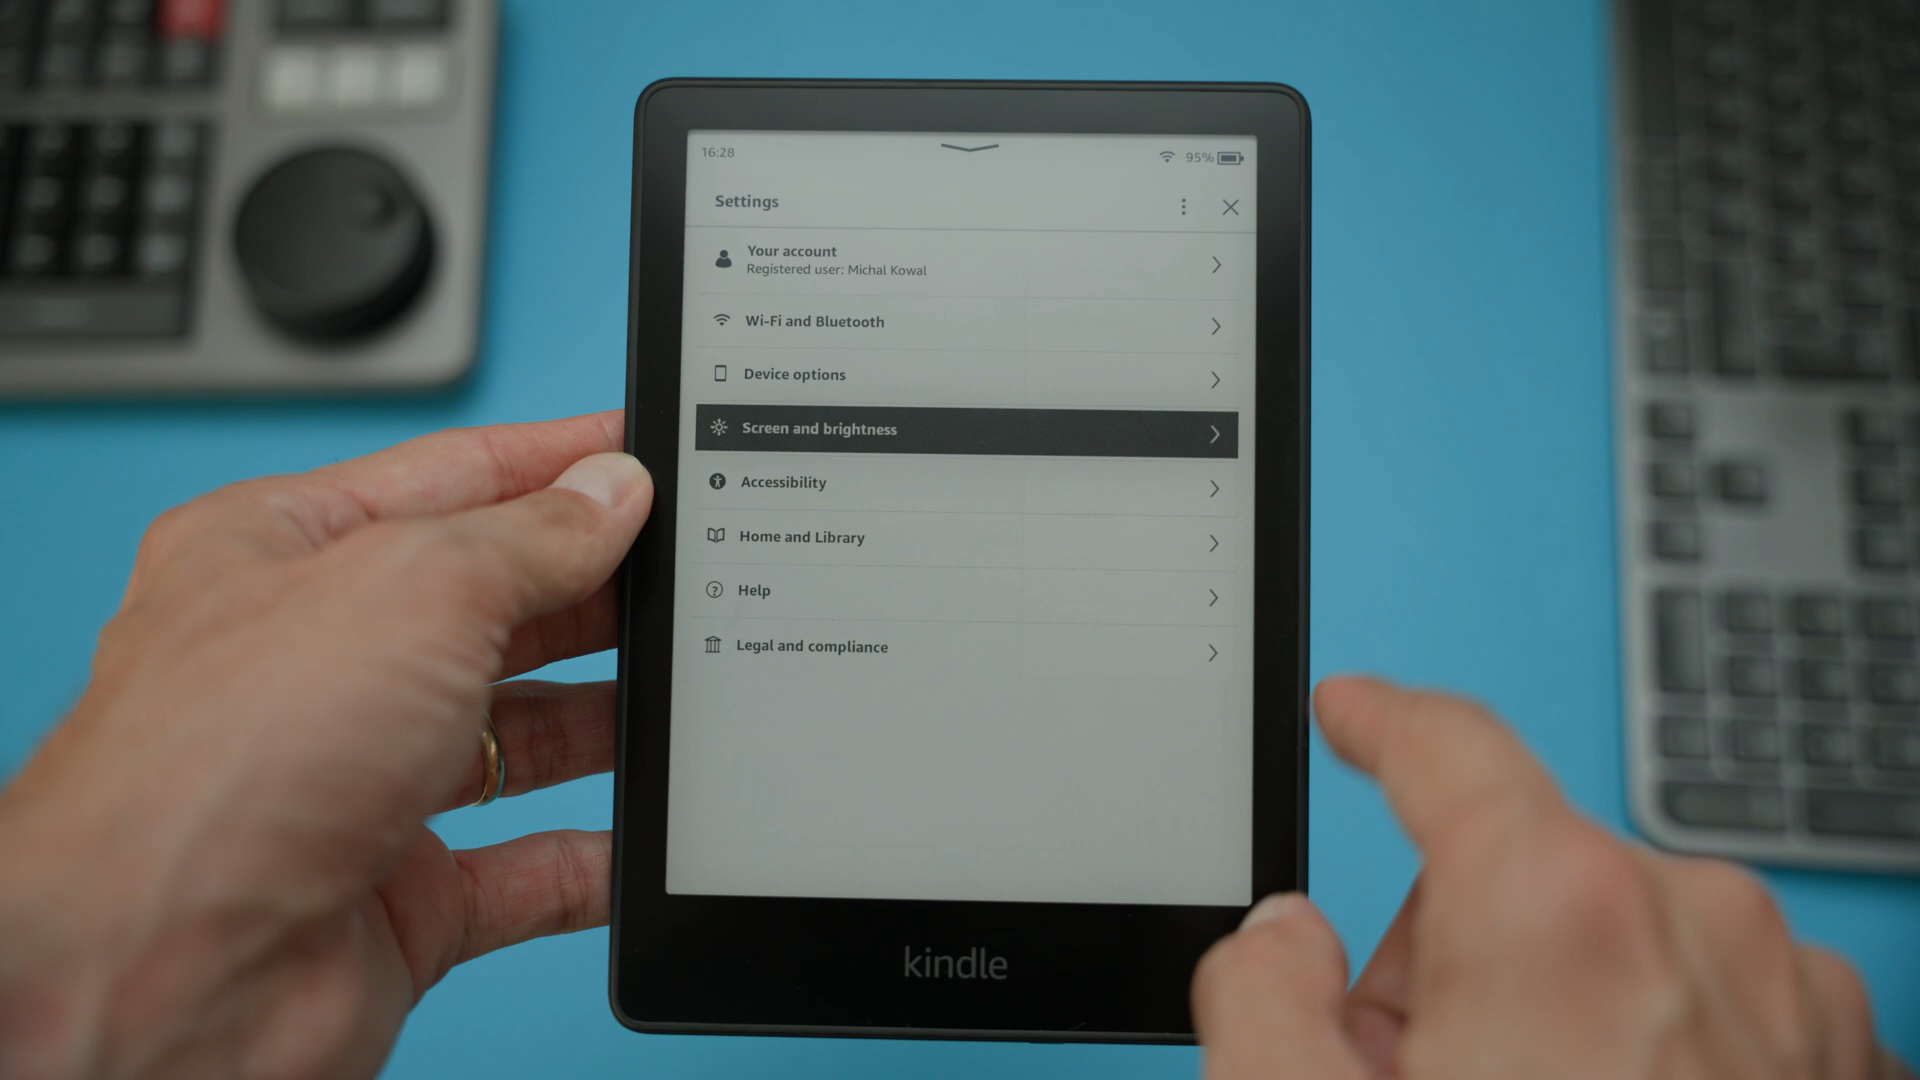 16:28
95%
Settings
Your account
Registered user: Michal Kowal
Wi-Fi and Bluetooth
Device options
Screen and brightness
Accessibility
Home and Library
Help
Legal and compliance
kindle